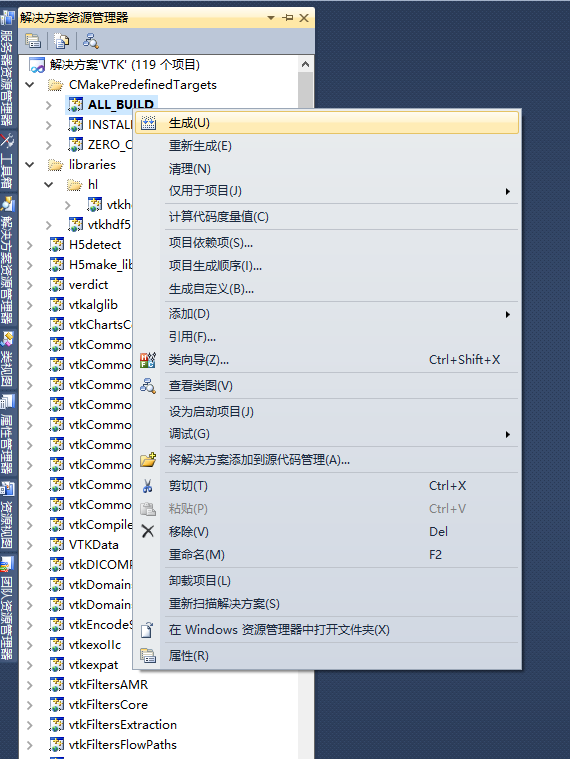 解决方案资源管理器
服务器资源管理器
工具箱
解决方案资源管理器
类视图
属性管理器
资源视图
团队资源管理器
解决方案'VTK' (119 个项目)
CMakePredefinedTargets
ALL_BUILD
INSTAL
ZERO_C
libraries
hl
vtkh
vtkhdf5
H5detect
H5make_lib
verdict
vtkalglib
vtkChartsC
vtkCommo
vtkCommo
vtkCommo
vtkCommo
vtkCommo
vtkCommo
vtkCommo
vtkCommo
vtkCommo
vtkCompile
VTKData
vtkDICOMP
vtkDomain
vtkDomain
vtkEncodeS
vtkexoIIc
vtkexpat
vtkFiltersAMR
vtkFiltersCore
vtkFiltersExtraction
vtkFiltersFlowPaths
生成(U)
重新生成(E)
清理(N)
仅用于项目(J)
计算代码度量值(C)
项目依赖项(S)...
项目生成顺序(I)...
生成自定义(B)...
添加(D)
引用(F)...
类向导(Z)... Ctrl+Shift+X
查看类图(V)
设为启动项目(J)
调试(G)
将解决方案添加到源代码管理(A)...
剪切(T) Ctrl+X
粘贴(P) Ctrl+V
移除(V) Del
重命名(M) F2
卸载项目(L)
重新扫描解决方案(S)
在 Windows 资源管理器中打开文件夹(X)
属性(R)